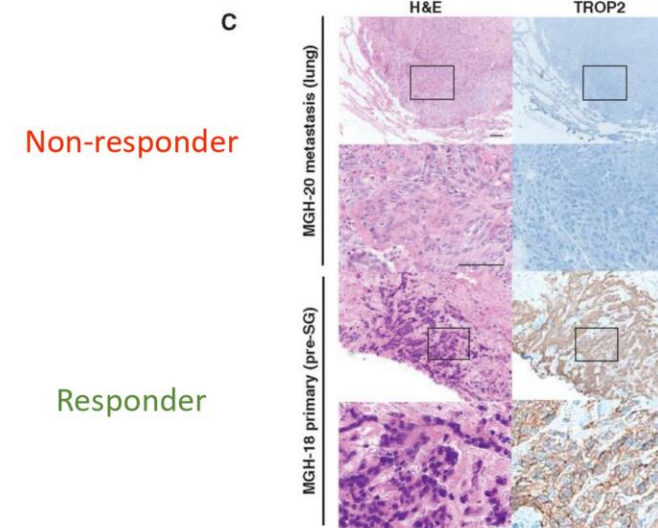 C
H&E
TROP2
Non-responder
MGH-20 metastasis (lung)
Responder
MGH-18 primary (pre-SG)